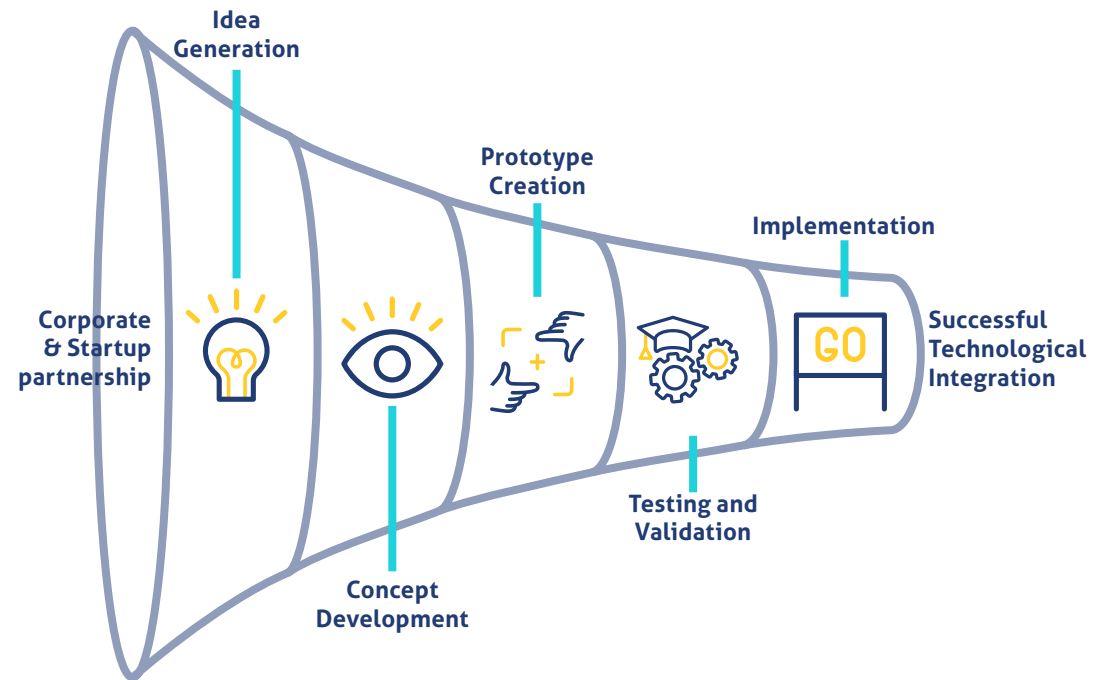 Idea
Generation
Prototype
Creation
Implementation
Corporate
& Startup
partnership
GO
Successful
Technological
Integration
Testing and
Validation
Concept
Development